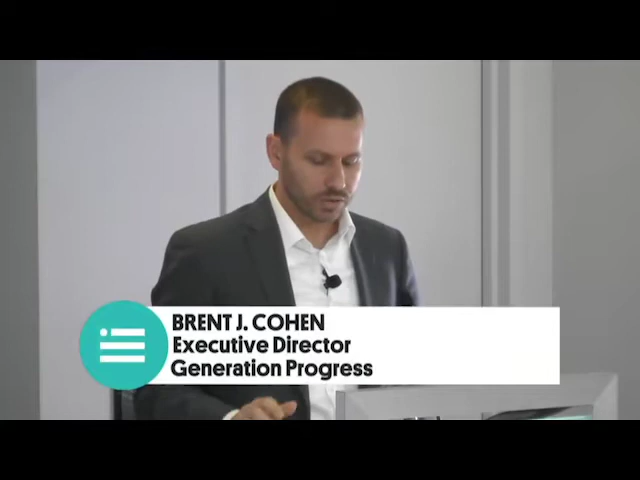 BRENT J. COHEN
Executive Director
Generation Progress